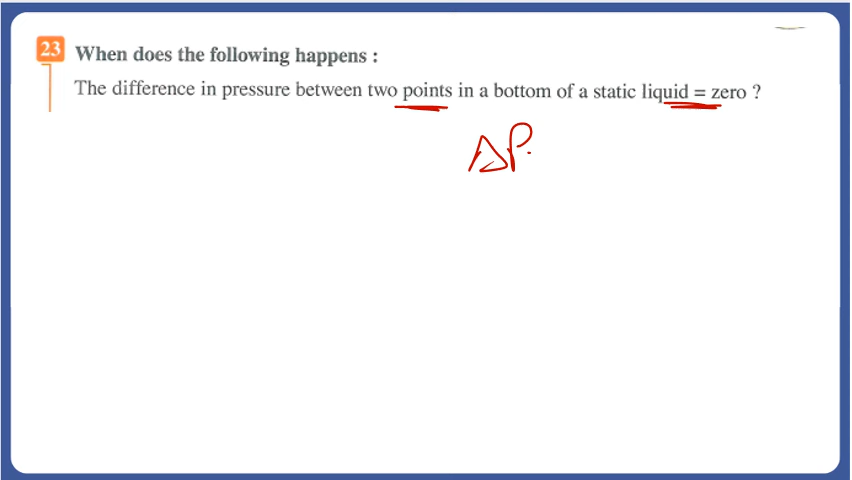 23 When does the following happens :
The difference in pressure between two points in a bottom of a static liquid = zero ?
ΔP